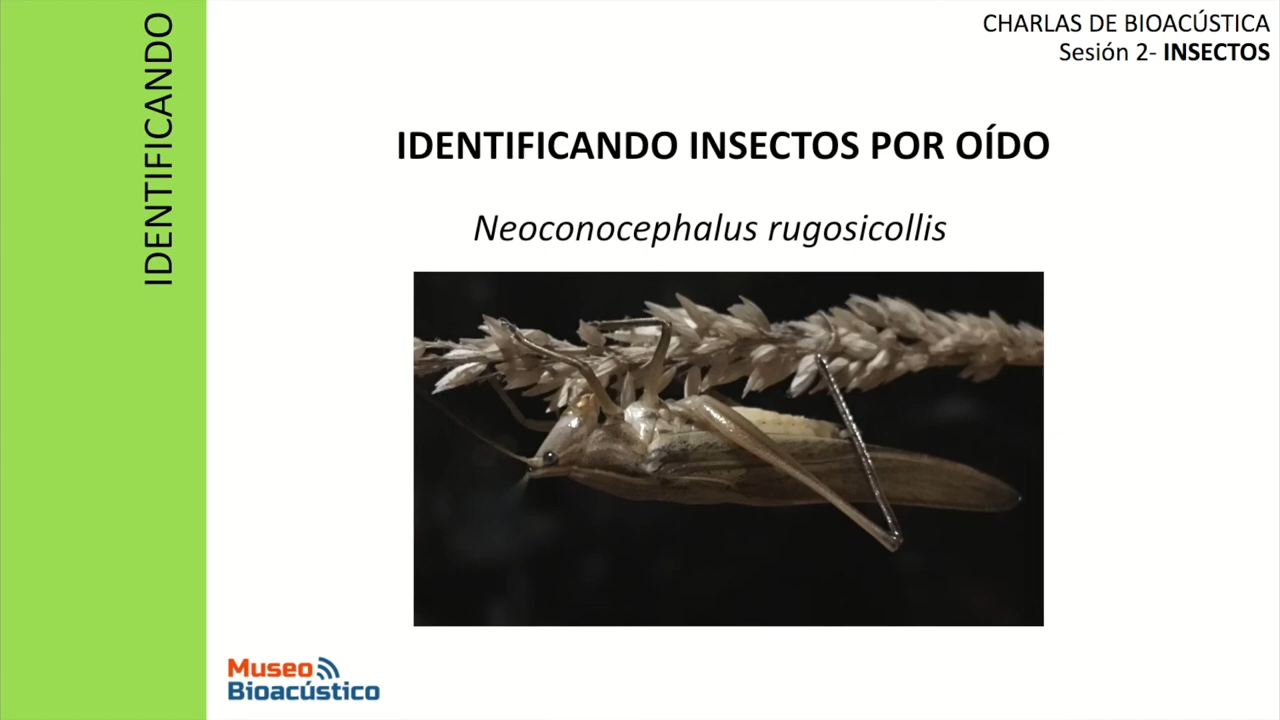 IDENTIFICANDO
CHARLAS DE BIOACÚSTICA
Sesión 2- INSECTOS
IDENTIFICANDO INSECTOS POR OÍDO
Neoconocephalus rugosicollis
Museo
Bioacústico